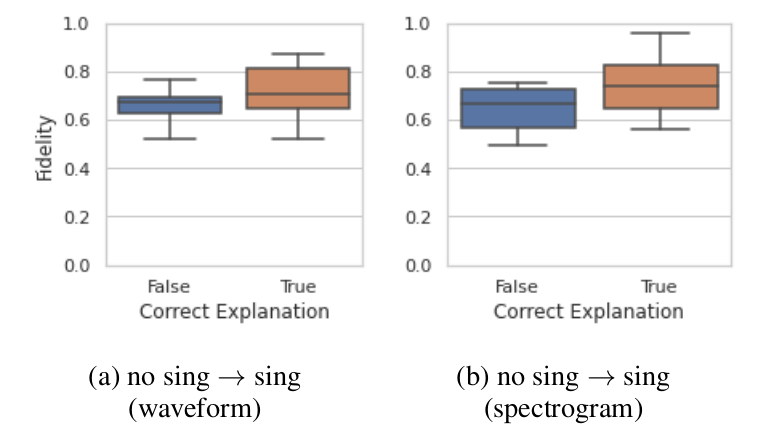 1.0
0.8
0.6
0.4
0.2
0.0
Fidelity
False True
Correct Explanation
1.0
0.8
0.6
0.4
0.2
0.0
False True
Correct Explanation
(a) no sing → sing
(waveform)
(b) no sing → sing
(spectrogram)